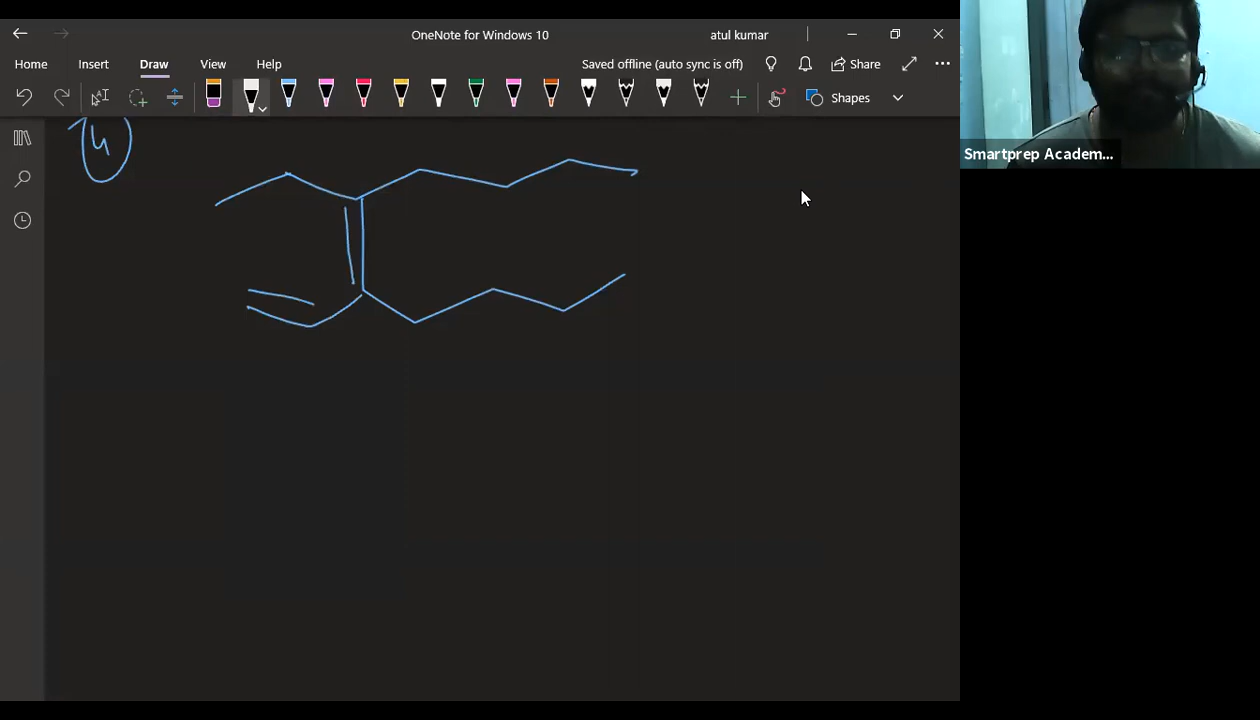 OneNote for Windows 10
atul kumar
Home Insert Draw View Help
Saved offline (auto sync is off)
Share
Shapes
4
Smartprep Academ...